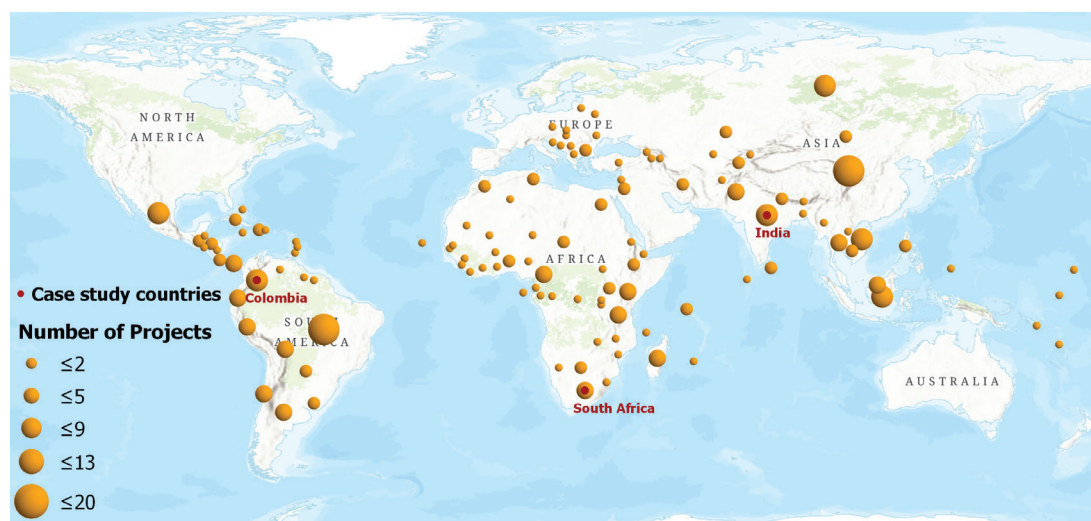 NORTH
AMERICA
EUROPE
ASIA
India
AFRICA
• Case study countries
Colombia
Number of Projects
SOUTH
AMERICA
≤2
≤5
≤9
≤13
≤20
South Africa
AUSTRALIA